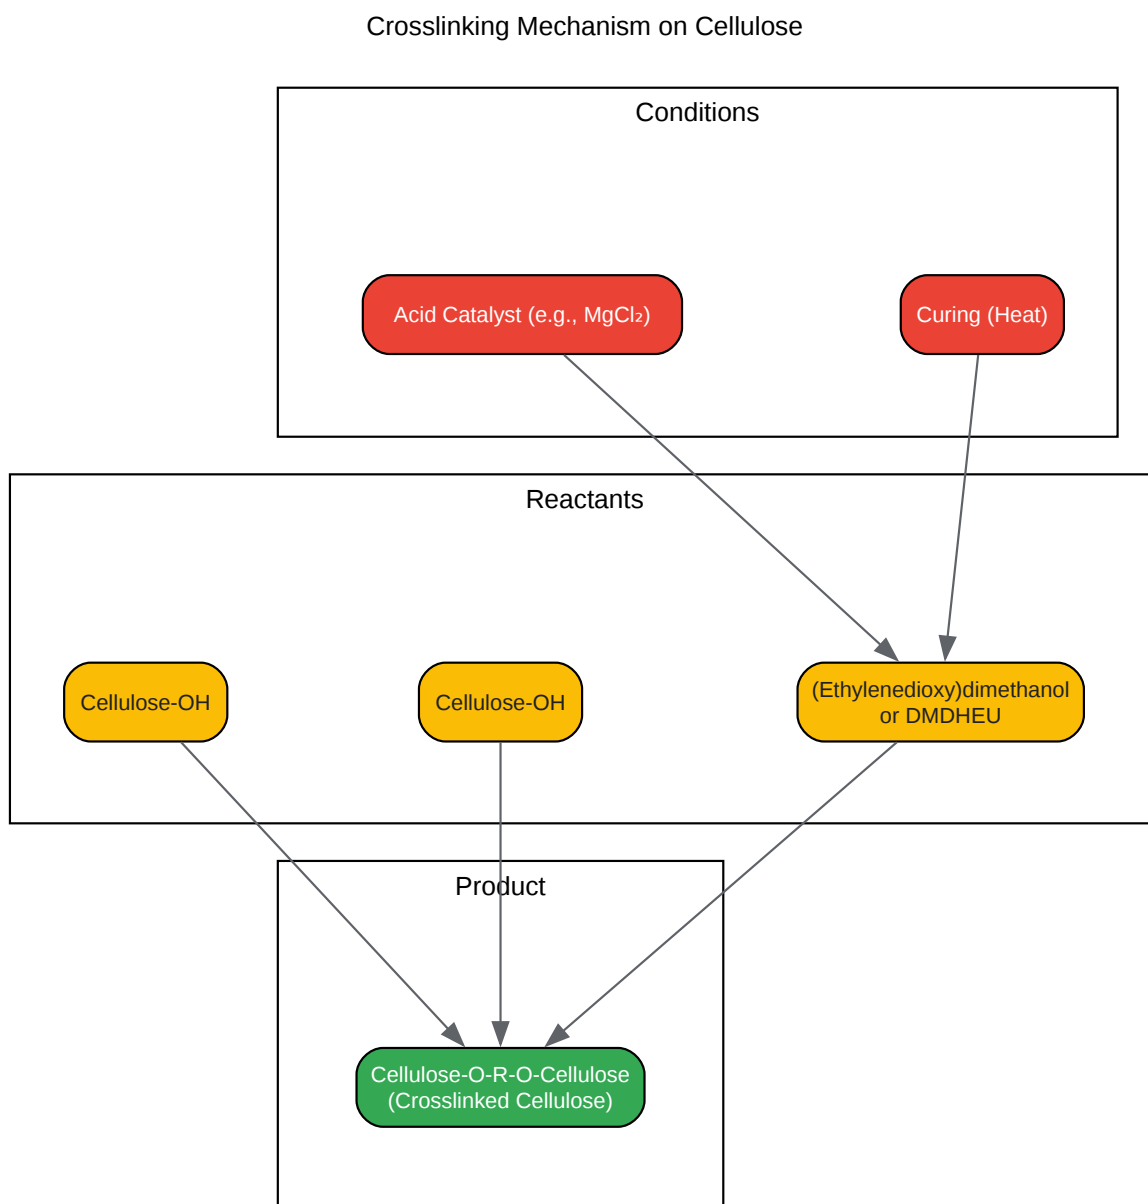 Crosslinking Mechanism on Cellulose
Conditions
Acid Catalyst (e.g., MgCl₂)
Curing (Heat)
Reactants
Cellulose-OH
Cellulose-OH
(Ethylenedioxy)dimethanol
or DMDHEU
Product
Cellulose-O-R-O-Cellulose
(Crosslinked Cellulose)